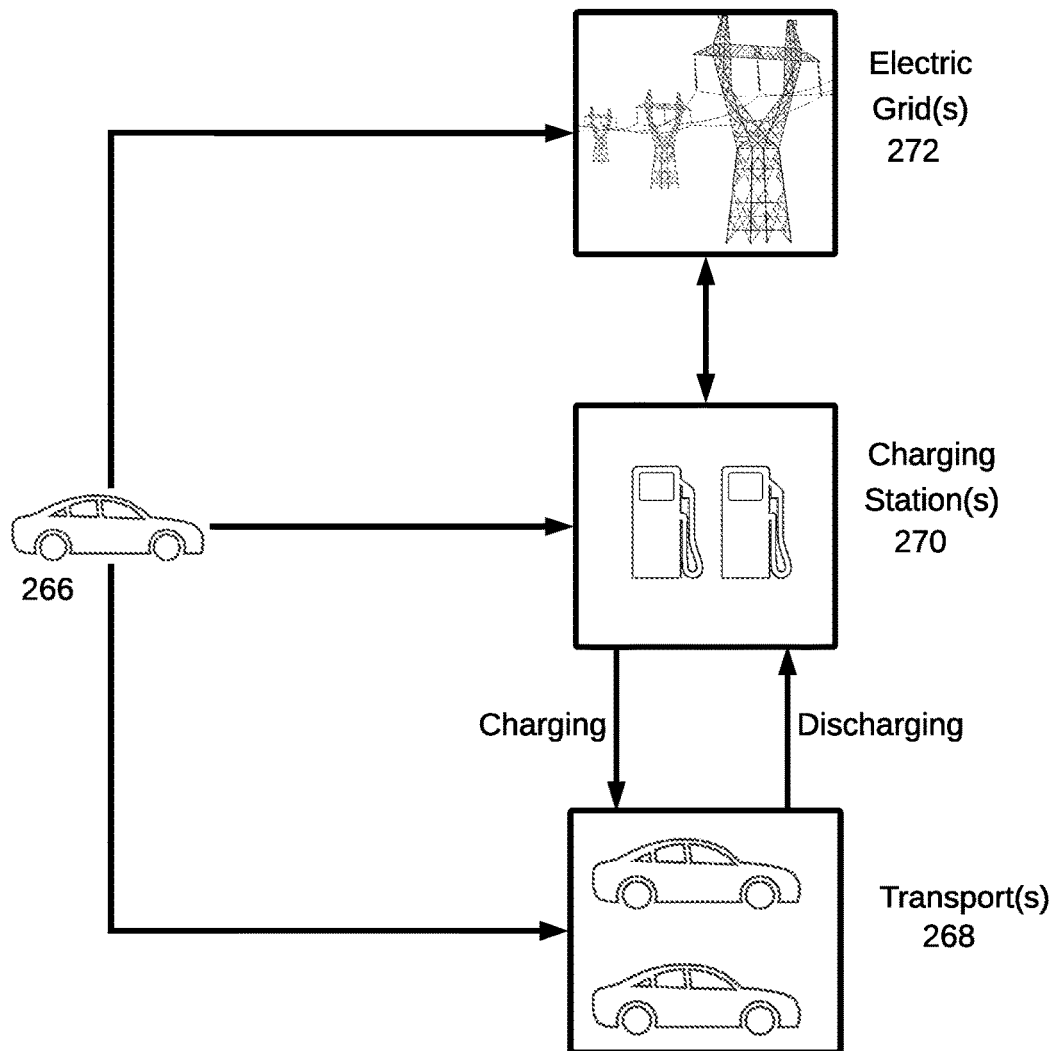 Electric
Grid(s)
272
Charging
Station(s)
270
266
Charging
Discharging
Transport(s)
268